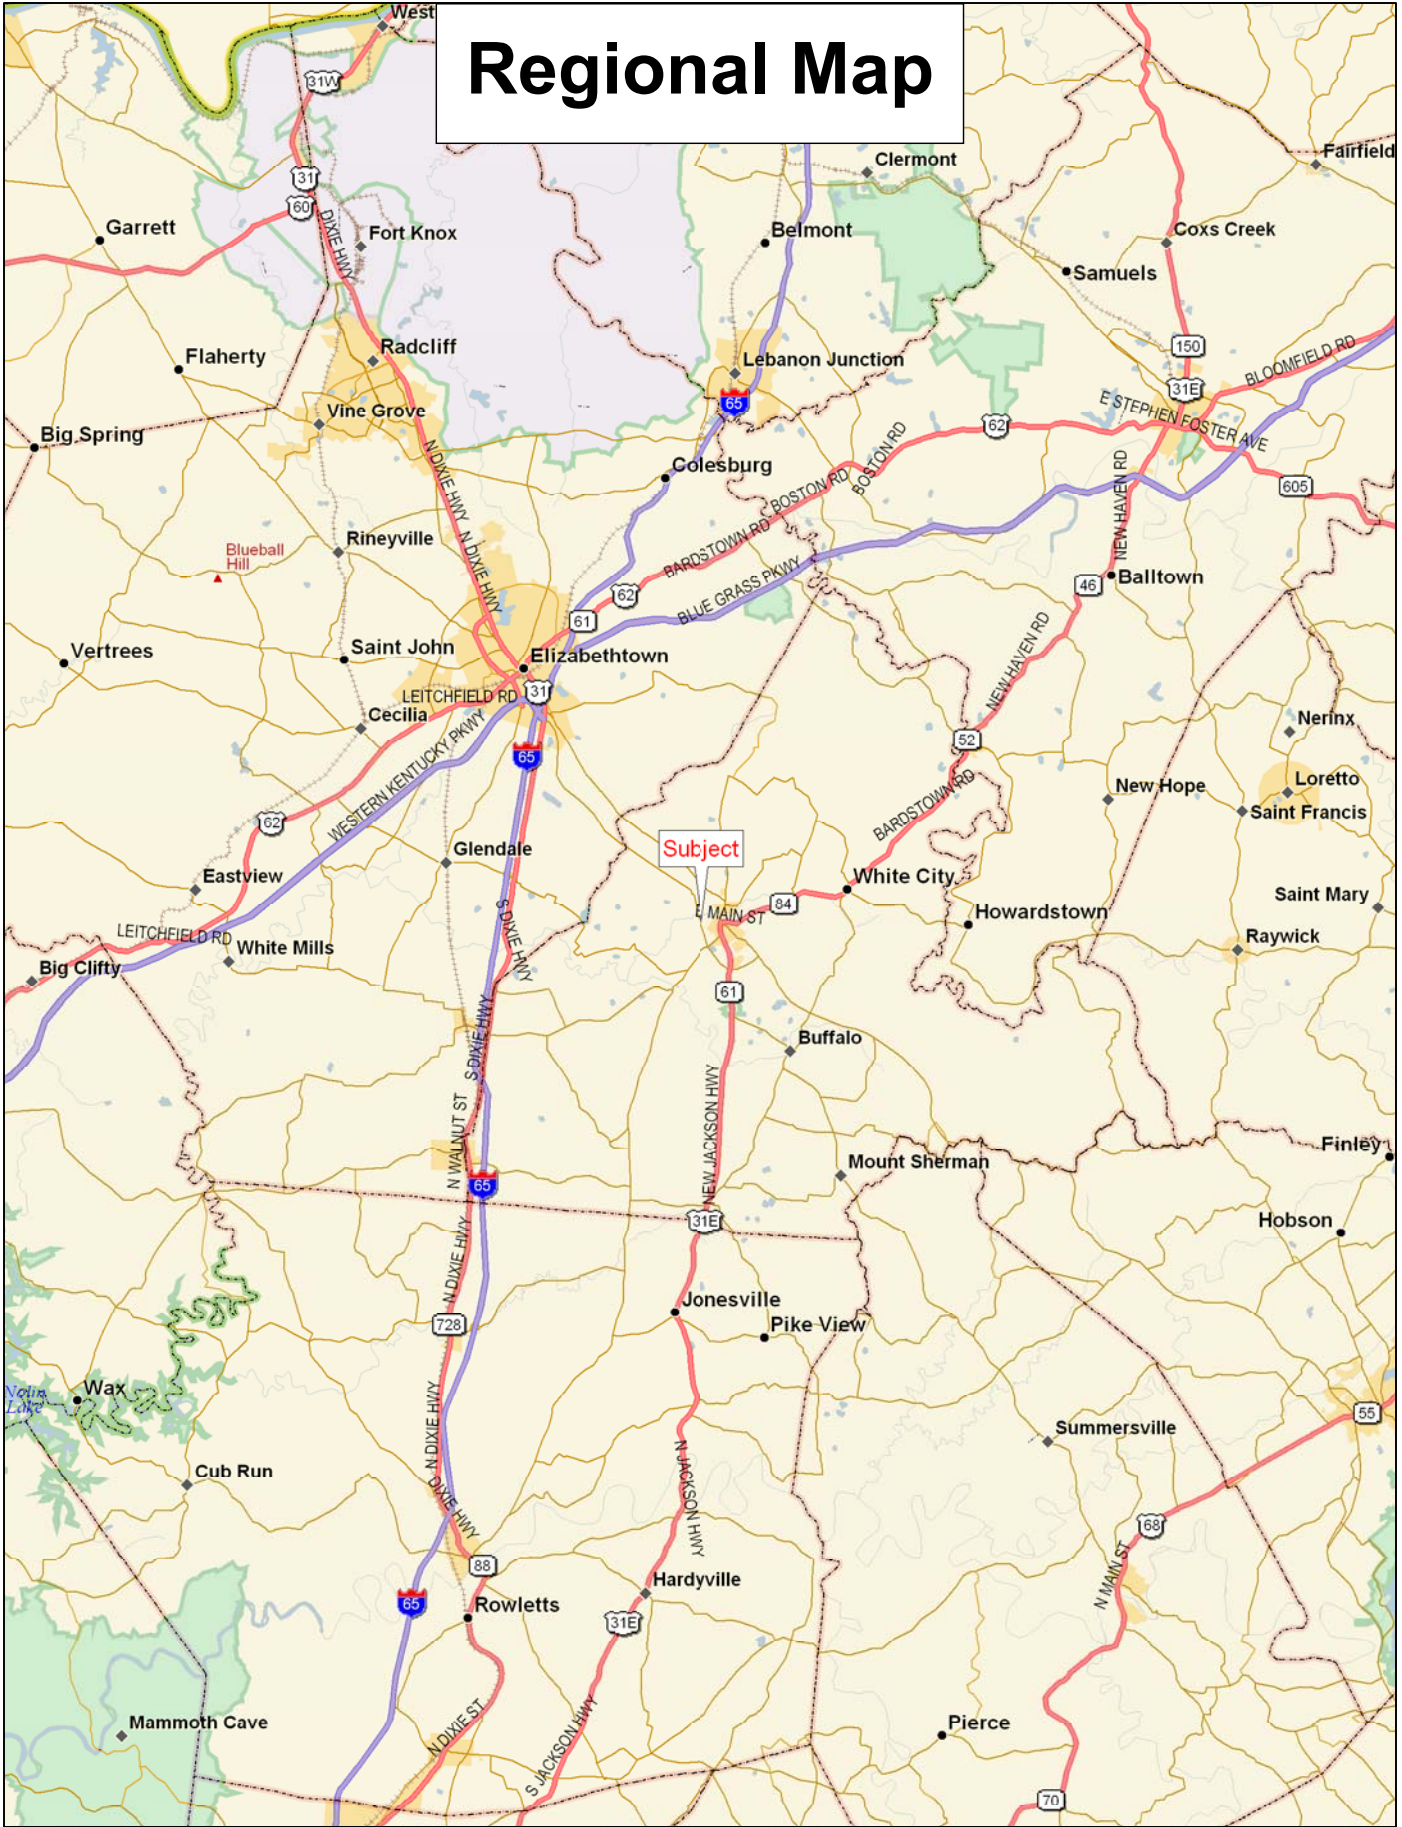 West
Regional Map
31W
Clermont
Fairfield
31
60
Garrett
DIXIE HWY
Fort Knox
Belmont
Coxs Creek
Samuels
Radcliff
Flaherty
Lebanon Junction
150
BLOOMFIELD RD
31E
65
Vine Grove
E STEPHEN FOSTER AVE
62
Big Spring
N DIXIE HWY
Colesburg
BOSTON RD
BOSTON RD
NEW HAVEN RD
605
Rineyville
Blueball
Hill
N DIXIE HWY
BARDSTOWN RD
BLUE GRASS PKWY
62
46
Balltown
61
Vertrees
Saint John
Elizabethtown
NEW HAVEN RD
LEITCHFIELD RD
31
Cecilia
Nerinx
52
65
WESTERN KENTUCKY PKWY
Loretto
New Hope
Saint Francis
BARDSTOWN RD
62
Glendale
Subject
Eastview
White City
84
Saint Mary
E MAIN ST
Howardstown
S DIXIE HWY
LEITCHFIELD RD
White Mills
Raywick
Big Clifty
61
S DIXIE HWY
Buffalo
NEW JACKSON HWY
N WALNUT ST
Finley
Mount Sherman
65
31E
Hobson
N DIXIE HWY
Jonesville
728
Pike View
Wax
Nolin
Lake
N DIXIE HWY
55
Summersville
Cub Run
N JACKSON HWY
DIXIE HWY
68
88
N MAIN ST
Hardyville
65
Rowletts
31E
Mammoth Cave
N DIXIE ST
S JACKSON HWY
Pierce
70